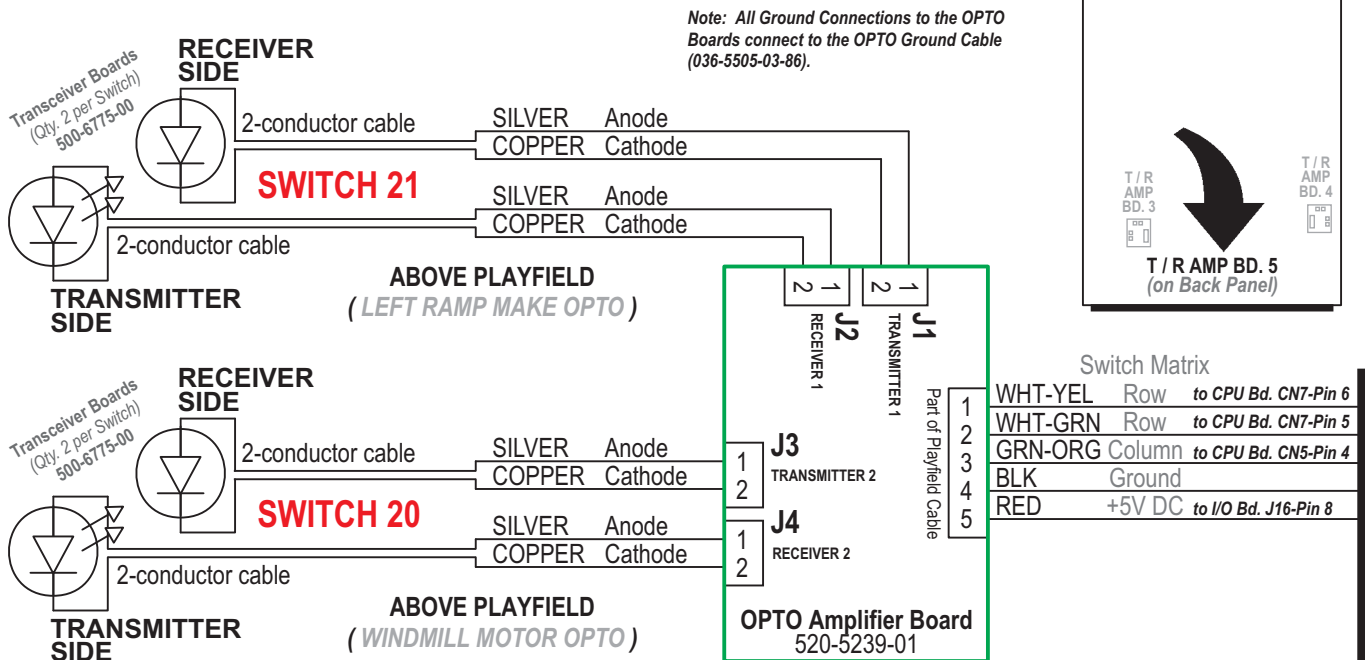 Note: All Ground Connections to the OPTO
Boards connect to the OPTO Ground Cable
(036-5505-03-86).
Transceiver Boards
(Qty. 2 per Switch)
500-6775-00
RECEIVER
SIDE
2-conductor cable
SILVER Anode
COPPER Cathode
SWITCH 21
SILVER Anode
COPPER Cathode
2-conductor cable
TRANSMITTER
SIDE
ABOVE PLAYFIELD
( LEFT RAMP MAKE OPTO )
T / R
AMP
BD. 3
T / R
AMP
BD. 4
T / R AMP BD. 5
(on Back Panel)
2 1
J2
RECEIVER 1
2 1
J1
TRANSMITTER 1
Transceiver Boards
(Qty. 2 per Switch)
500-6775-00
RECEIVER
SIDE
2-conductor cable
SILVER Anode
COPPER Cathode
SWITCH 20
SILVER Anode
COPPER Cathode
2-conductor cable
TRANSMITTER
SIDE
ABOVE PLAYFIELD
( WINDMILL MOTOR OPTO )
1
2
J3
TRANSMITTER 2
1
2
J4
RECEIVER 2
OPTO Amplifier Board
520-5239-01
Part of Playfield Cable
Switch Matrix
1 WHT-YEL Row to CPU Bd. CN7-Pin 6
2 WHT-GRN Row to CPU Bd. CN7-Pin 5
3 GRN-ORG Column to CPU Bd. CN5-Pin 4
4 BLK Ground
5 RED +5V DC to I/O Bd. J16-Pin 8